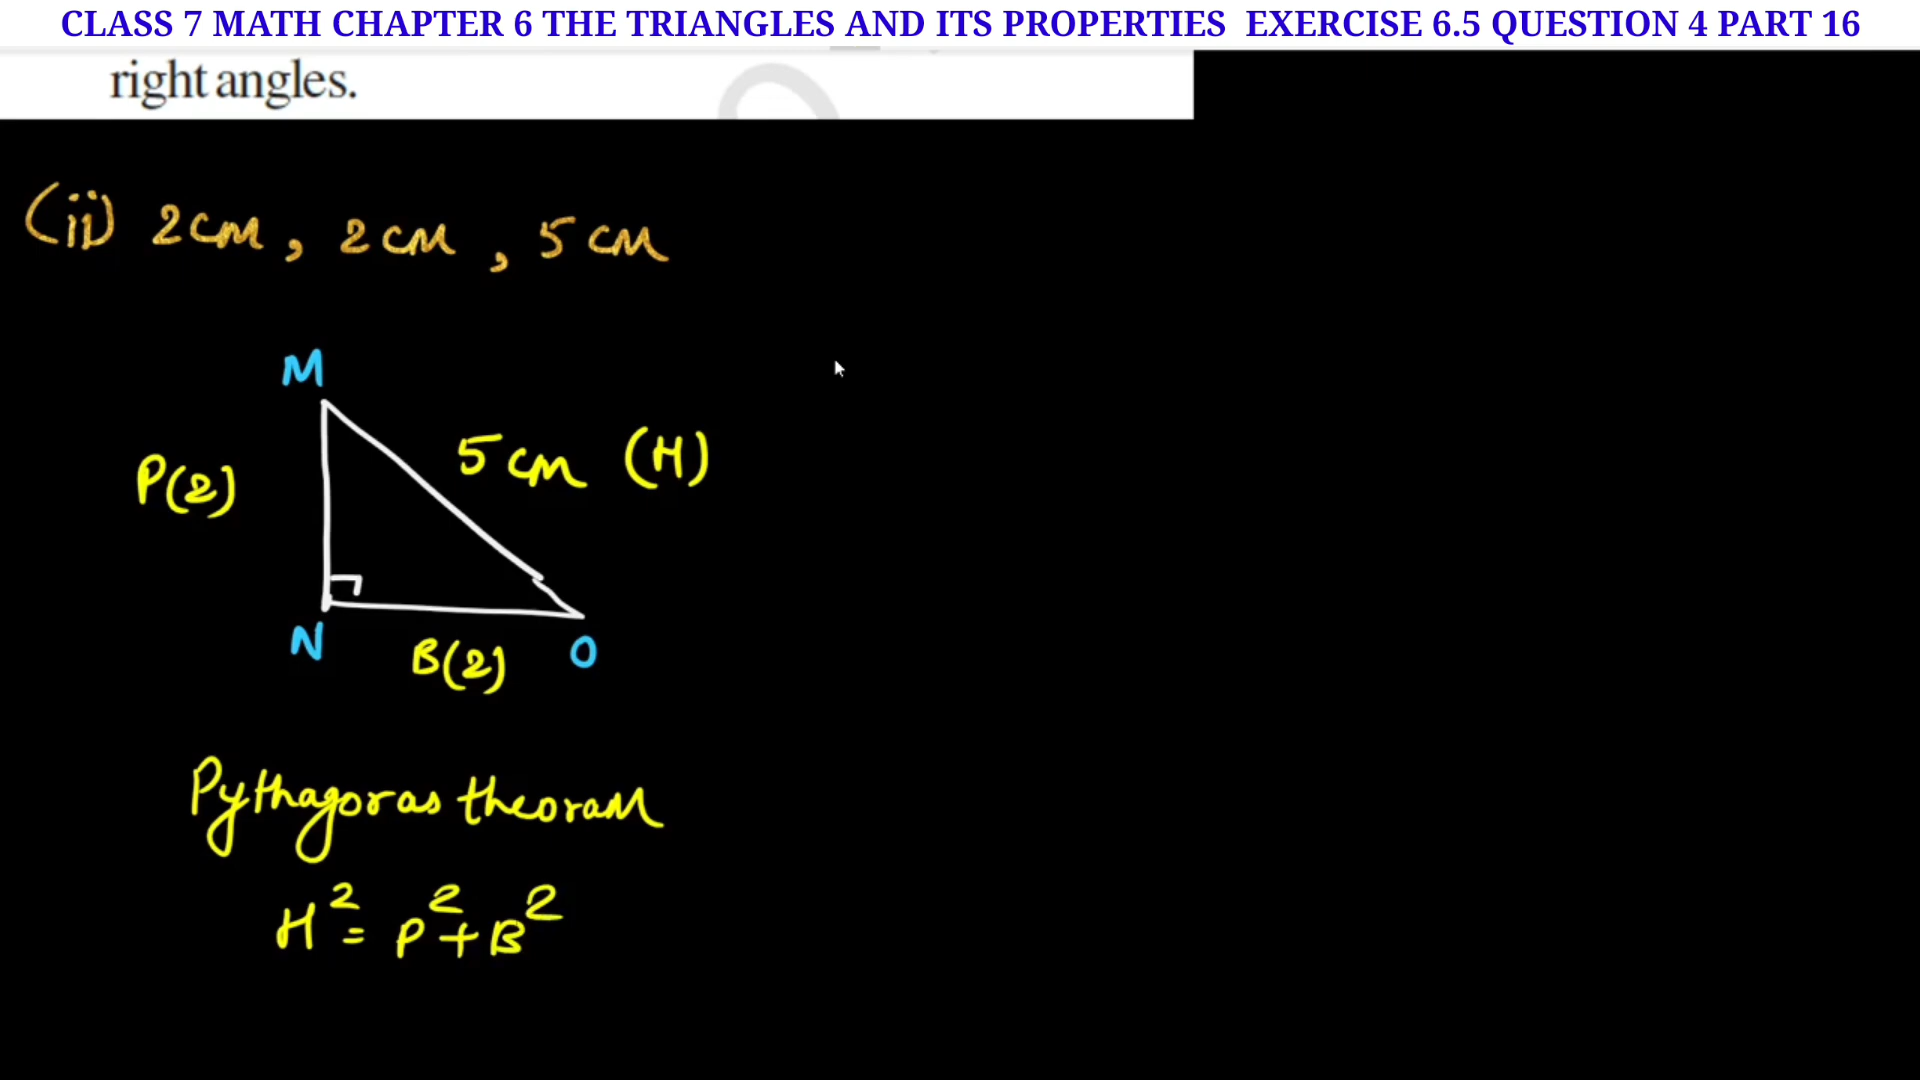 CLASS 7 MATH CHAPTER 6 THE TRIANGLES AND ITS PROPERTIES EXERCISE 6.5 QUESTION 4 PART 16
right angles.
(ii) 2cm, 2cm, 5cm
M
5cm (H)
P(2)
N
B(2)
O
Pythagoras theoram
H² = P² + B²